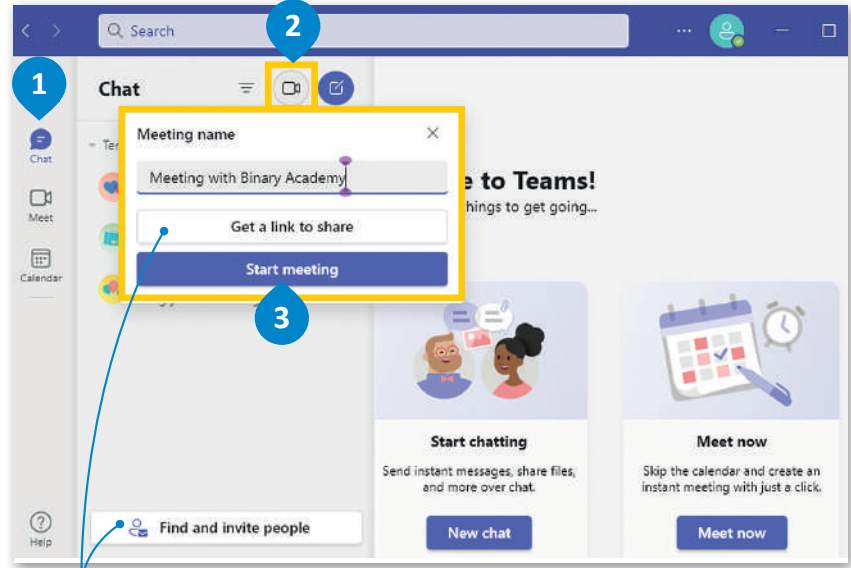 Search
2
1
Chat
Chat
Meeting name
Meeting with Binary Academy
Get a link to share
Start meeting
3
Meet
Calendar
e to Teams!
hings to get going...
Start chatting
Send instant messages, share files,
and more over chat.
New chat
Meet now
Skip the calendar and create an
instant meeting with just a click.
Meet now
Find and invite people
Help